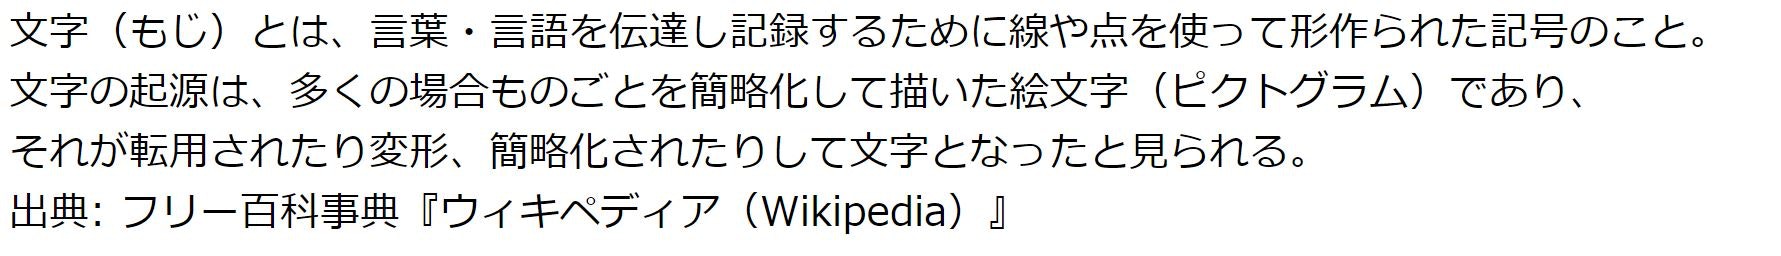 文字（もじ）とは、言葉・言語を伝達し記録するために線や点を使って形作られた記号のこと。
文字の起源は、多くの場合ものごとを簡略化して描いた絵文字（ピクトグラム）であり、
それが転用されたり変形、簡略化されたりして文字となったと見られる。
出典: フリー百科事典『ウィキペディア（Wikipedia）』